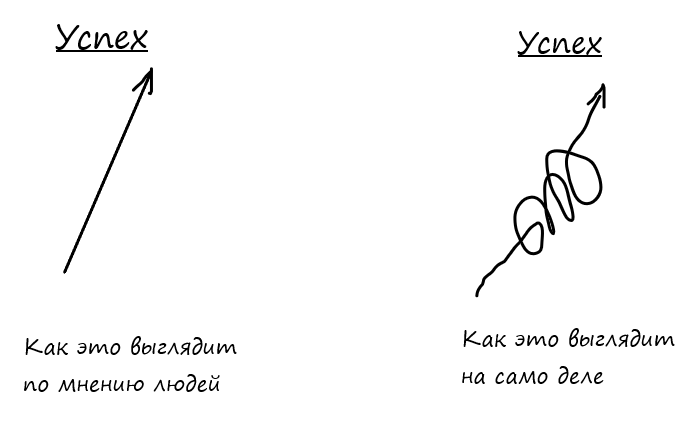 Успех
Как это выглядит
по мнению людей
Успех
Как это выглядит
на само деле